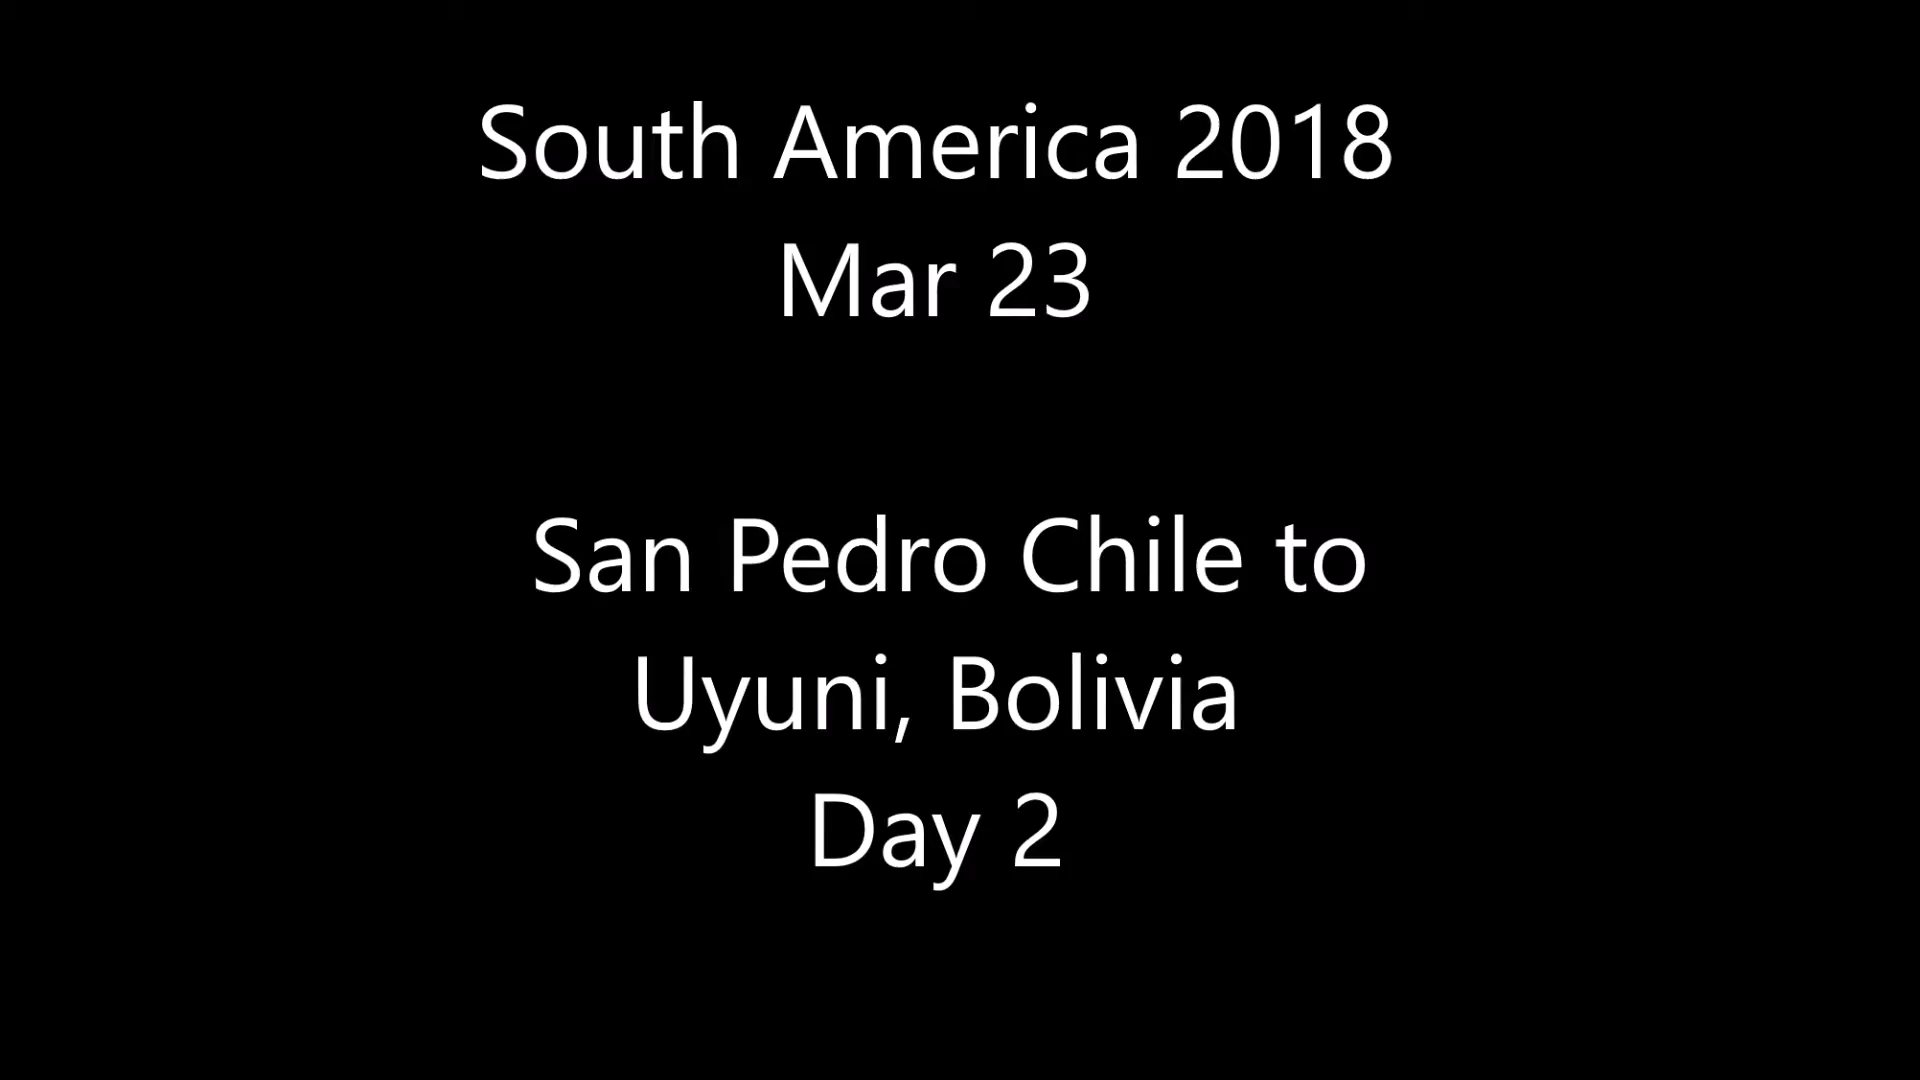 South America 2018
Mar 23
San Pedro Chile to
Uyuni, Bolivia
Day 2